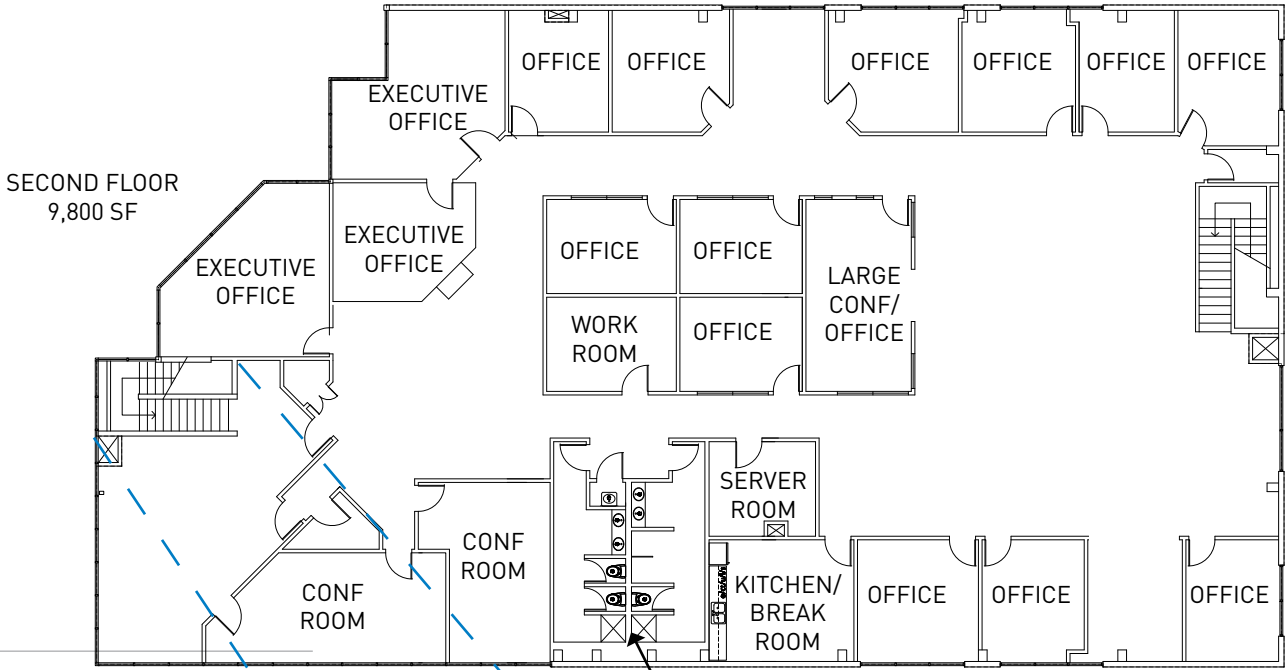 OFFICE
OFFICE
OFFICE
OFFICE
OFFICE
OFFICE
EXECUTIVE
OFFICE
SECOND FLOOR
9,800 SF
EXECUTIVE
OFFICE
EXECUTIVE
OFFICE
OFFICE
OFFICE
LARGE
CONF/
OFFICE
WORK
ROOM
OFFICE
SERVER
ROOM
CONF
ROOM
CONF
ROOM
KITCHEN/
BREAK
ROOM
OFFICE
OFFICE
OFFICE